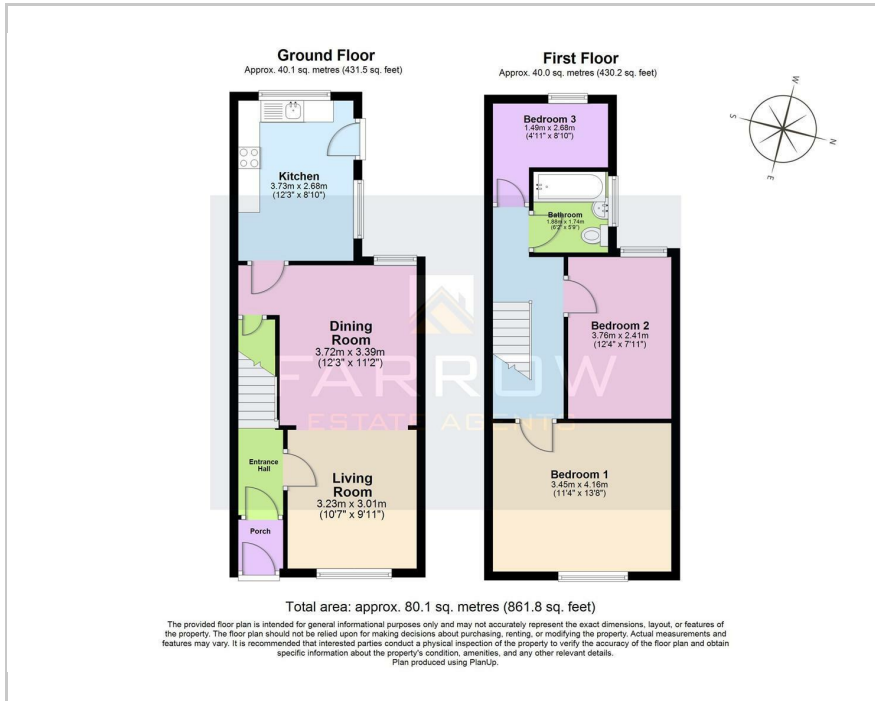 Ground Floor
Approx. 40.1 sq. metres (431.5 sq. feet)
Kitchen
3.73m x 2.68m
(12'3" x 8'10")
Dining
Room
3.72m x 3.39m
(12'3" x 11'2")
Entrance
Hall
Living
Room
3.23m x 3.01m
(10'7" x 9'11")
Porch
First Floor
Approx. 40.0 sq. metres (430.2 sq. feet)
Bedroom 3
1.49m x 2.68m
(4'11" x 8'10")
Bathroom
1.88m x 1.74m
(6'2" x 5'9")
Bedroom 2
3.76m x 2.41m
(12'4" x 7'11")
Bedroom 1
3.45m x 4.16m
(11'4" x 13'8")
W
S
N
E
FARROW
ESTATE AGENTS
Total area: approx. 80.1 sq. metres (861.8 sq. feet)
The provided floor plan is intended for general informational purposes only and may not accurately represent the exact dimensions, layout, or features of
the property. The floor plan should not be relied upon for making decisions about purchasing, renting, or modifying the property. Actual measurements and
features may vary. It is recommended that interested parties conduct a physical inspection of the property to verify the accuracy of the floor plan and obtain
specific information about the property's condition, amenities, and any other relevant details.
Plan produced using PlanUp.